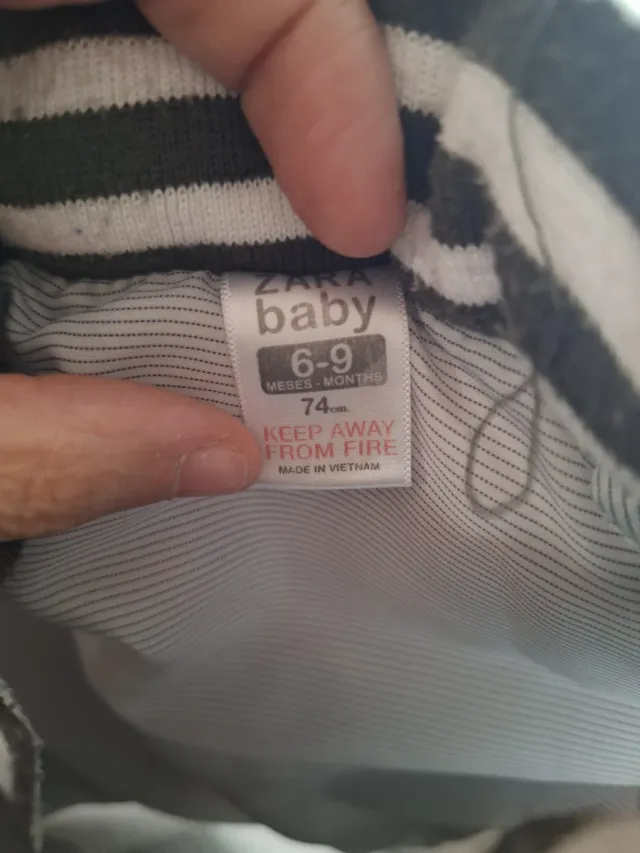 ZARA
baby
6-9
MESES - MONTHS
74cm.
KEEP AWAY
FROM FIRE
MADE IN VIETNAM